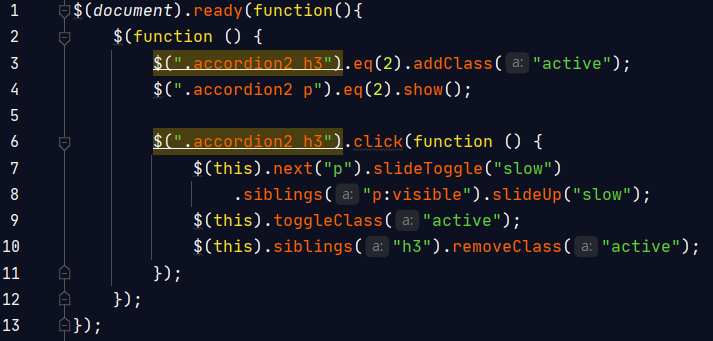 1 $(document).ready(function(){
2 $(function () {
3 $(".accordion2 h3").eq(2).addClass( a: "active");
4 $(".accordion2 p").eq(2).show();
5
6 $(".accordion2 h3").click(function () {
7 $(this).next("p").slideToggle("slow")
8 .siblings( a: "p:visible").slideUp("slow");
9 $(this).toggleClass( a: "active");
10 $(this).siblings( a: "h3").removeClass( a: "active");
11 });
12 });
13 });